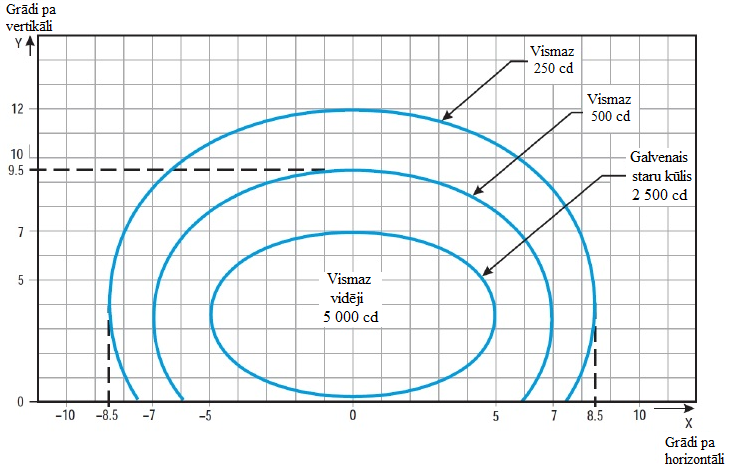 Grādi pa
vertikāli
Y
12
10
9.5
7
5
0
Vismaz
250 cd
Vismaz
500 cd
Galvenais
staru kūlis
2 500 cd
Vismaz
vidēji
5 000 cd
–10 –8.5 –7 –5 0 5 7 8.5 10
X
Grādi pa
horizontāli